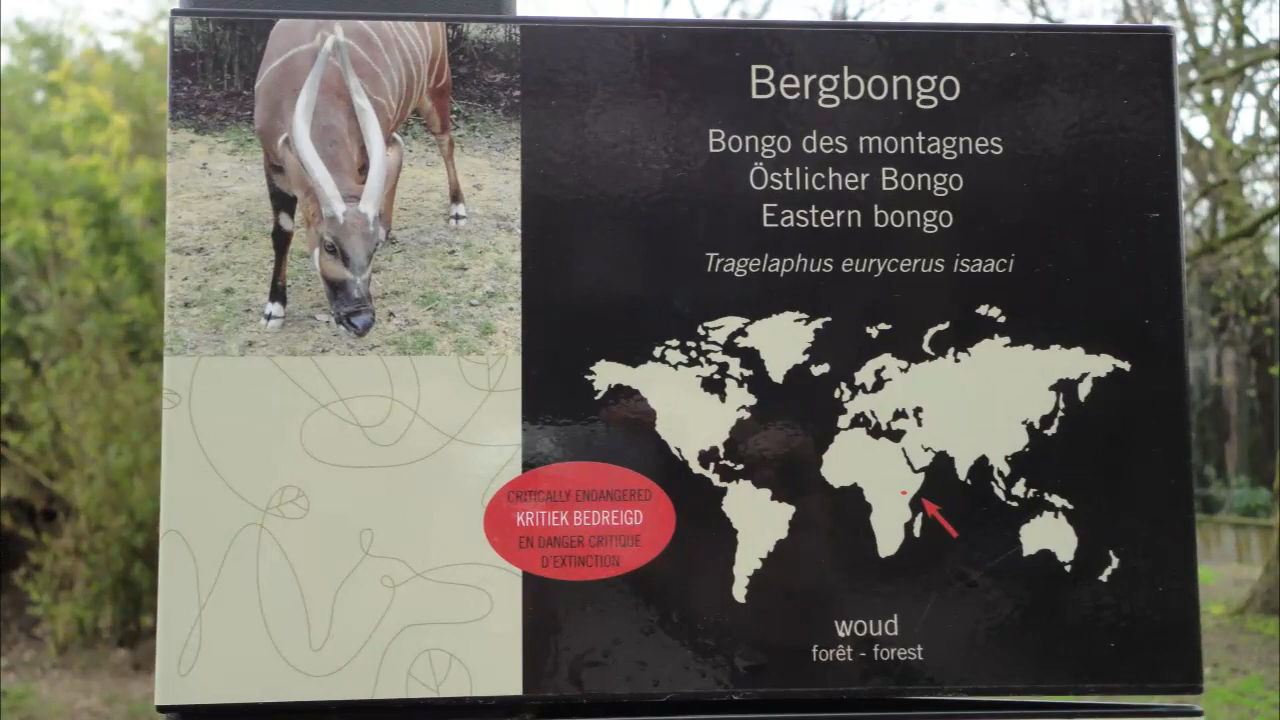 Bergbongo
Bongo des montagnes
Östlicher Bongo
Eastern bongo
Tragelaphus eurycerus isaaci
CRITICALLY ENDANGERED
KRITIEK BEDREIGD
EN DANGER CRITIQUE
D'EXTINCTION
woud
forêt - forest